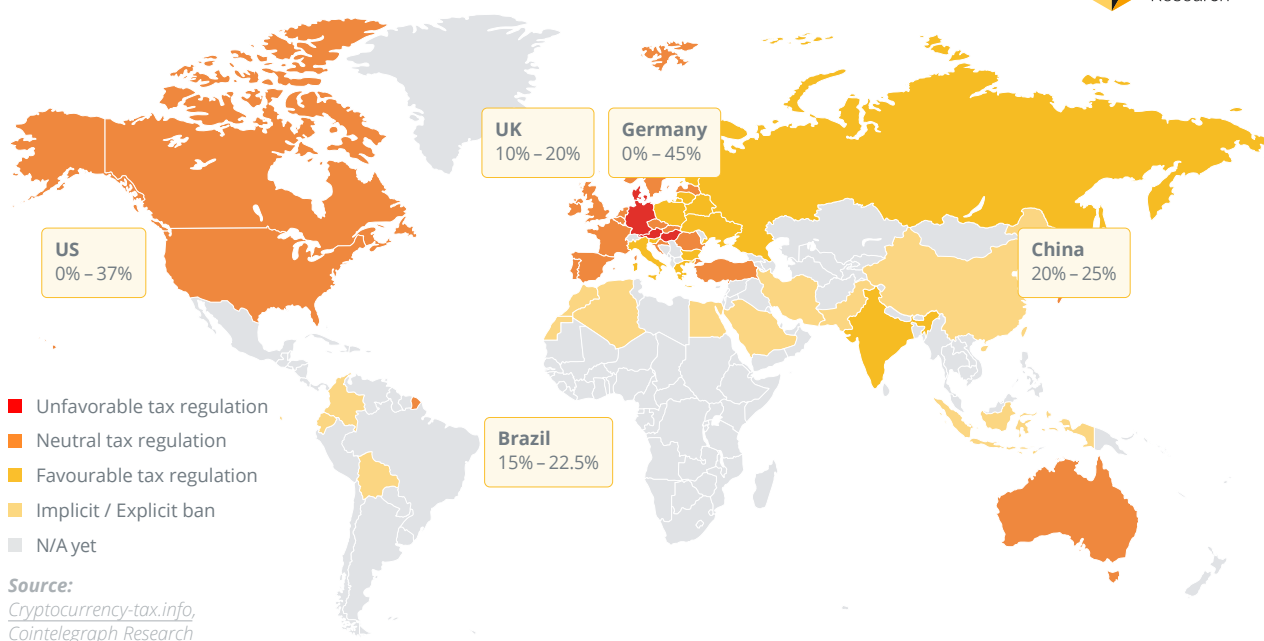 Research
UK
10% – 20%
Germany
0% – 45%
US
0% – 37%
China
20% – 25%
Brazil
15% – 22.5%
Unfavorable tax regulation
Neutral tax regulation
Favourable tax regulation
Implicit / Explicit ban
N/A yet
Source:
Cryptocurrency-tax.info,
Cointelegraph Research